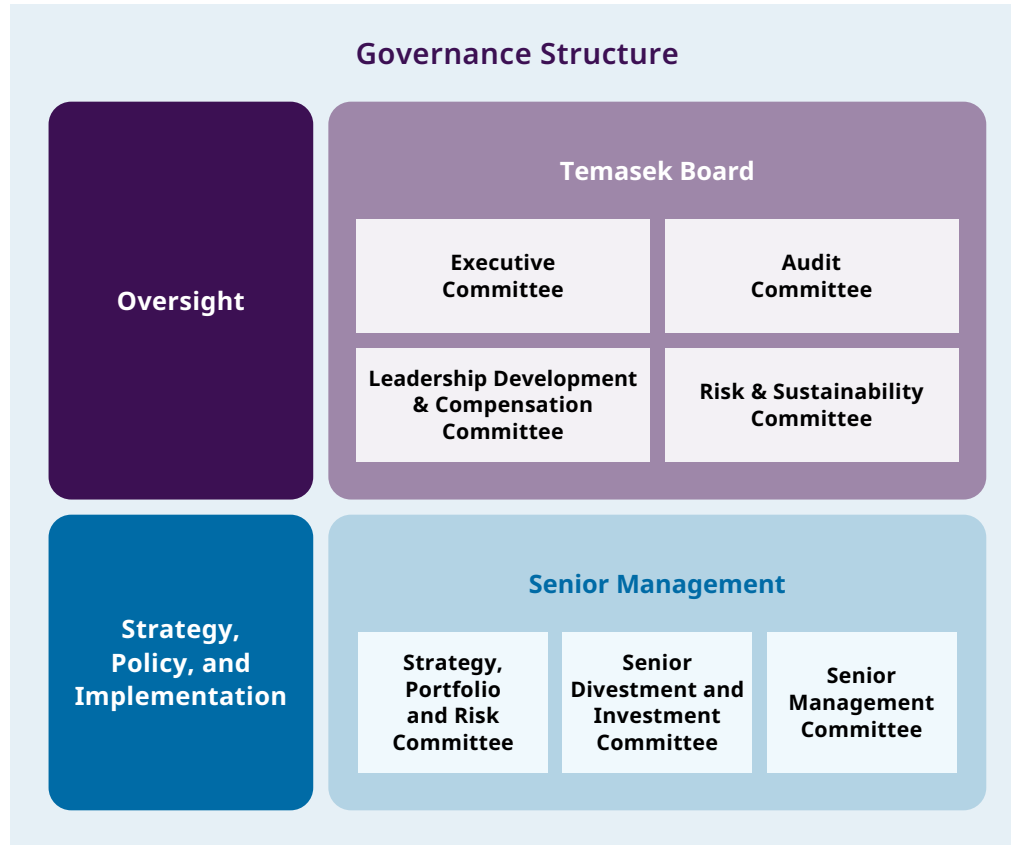 Governance Structure
Oversight
Temasek Board
Executive
Committee
Audit
Committee
Leadership Development
& Compensation
Committee
Risk & Sustainability
Committee
Strategy,
Policy, and
Implementation
Senior Management
Strategy,
Portfolio
and Risk
Committee
Senior
Divestment and
Investment
Committee
Senior
Management
Committee